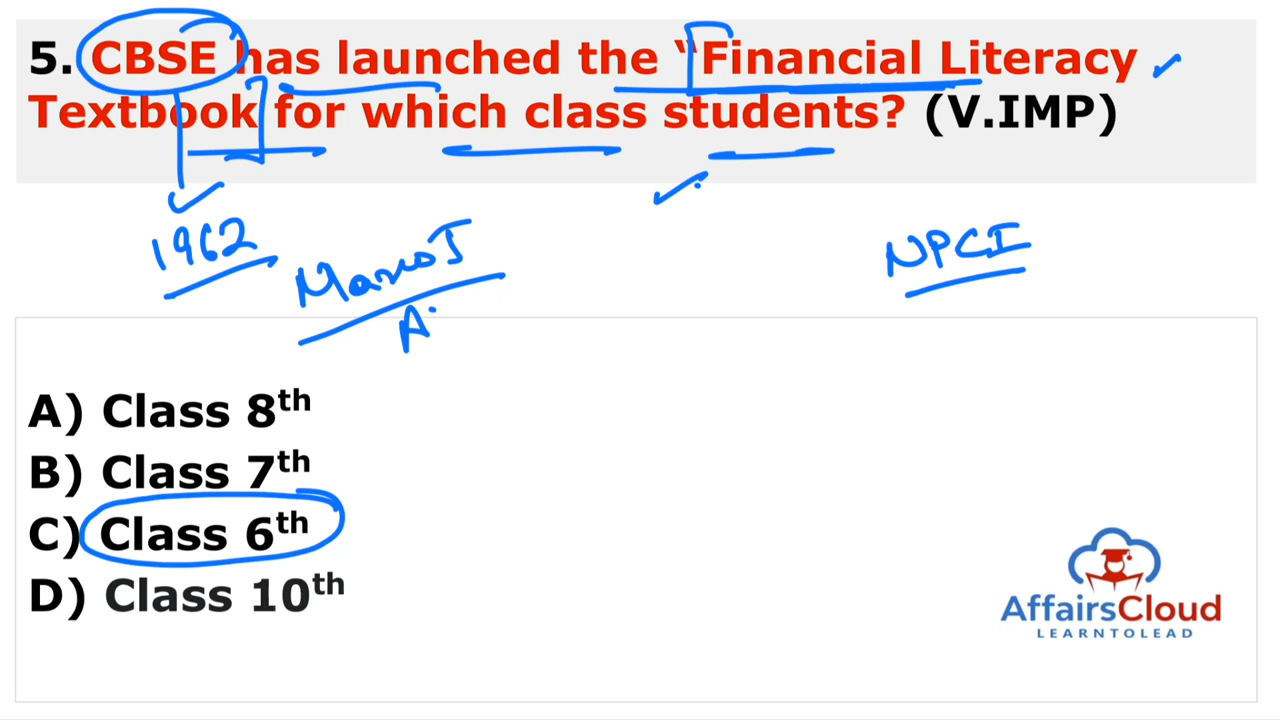 5. CBSE has launched the “Financial Literacy
Textbook for which class students? (V.IMP)
1962
ManoJ
A.
NPCI
A) Class 8th
B) Class 7th
C) Class 6th
D) Class 10th
AffairsCloud
LEARNTOLEAD